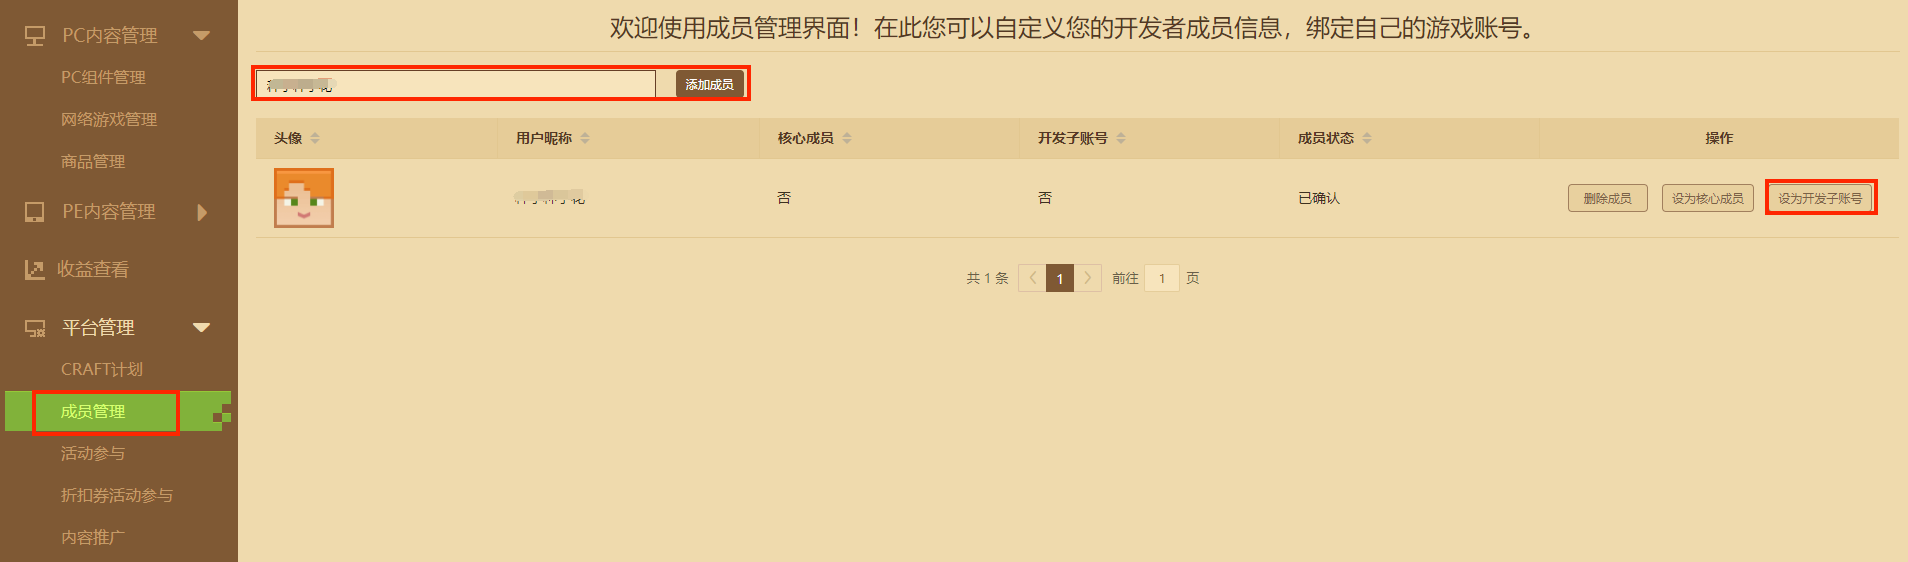 PC内容管理
PC组件管理
网络游戏管理
商品管理
PE内容管理
收益查看
平台管理
CRAFT计划
成员管理
活动参与
折扣券活动参与
内容推广
欢迎使用成员管理界面！在此您可以自定义您的开发者成员信息，绑定自己的游戏账号。
添加成员
头像 用户昵称 核心成员 开发子账号 成员状态 操作
否 否 已确认 删除成员 设为核心成员 设为开发子账号
共 1 条 1 前往 1 页